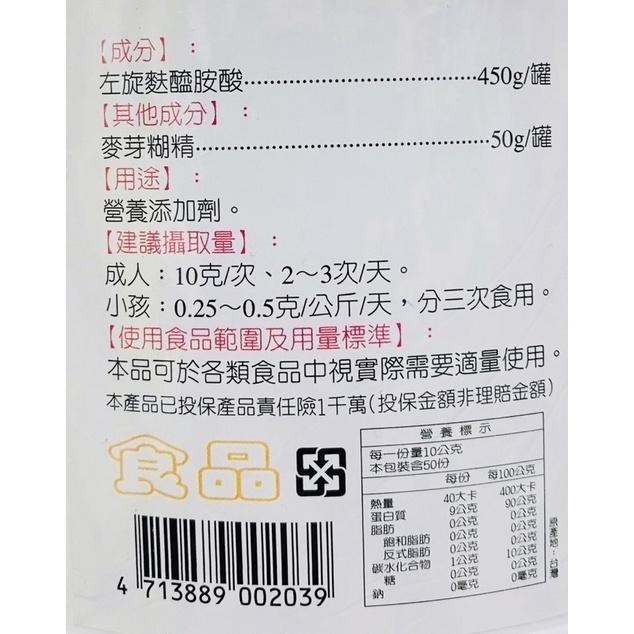 【成分】：
左旋麩醯胺酸⋯⋯⋯⋯⋯⋯⋯⋯450g/罐
【其他成分】：
麥芽糊精⋯⋯⋯⋯⋯⋯⋯⋯⋯⋯50g/罐
【用途】：
營養添加劑。
【建議攝取量】：
成人：10克/次、2～3次/天。
小孩：0.25～0.5克/公斤/天，分三次食用。
【使用食品範圍及用量標準】：
本品可於各類食品中視實際需要適量使用。
本產品已投保產品責任險1千萬(投保金額非理賠金額)
食品
營養標示
每一份量10公克
本包裝含50份
每份 每100公克
熱量 40大卡 400大卡
蛋白質 9公克 90公克
脂肪 0公克 0公克
飽和脂肪 0公克 0公克
反式脂肪 0公克 0公克
碳水化合物 1公克 10公克
糖 0公克 0公克
鈉 0毫克 0毫克
原產地：台灣
4 713889 002039